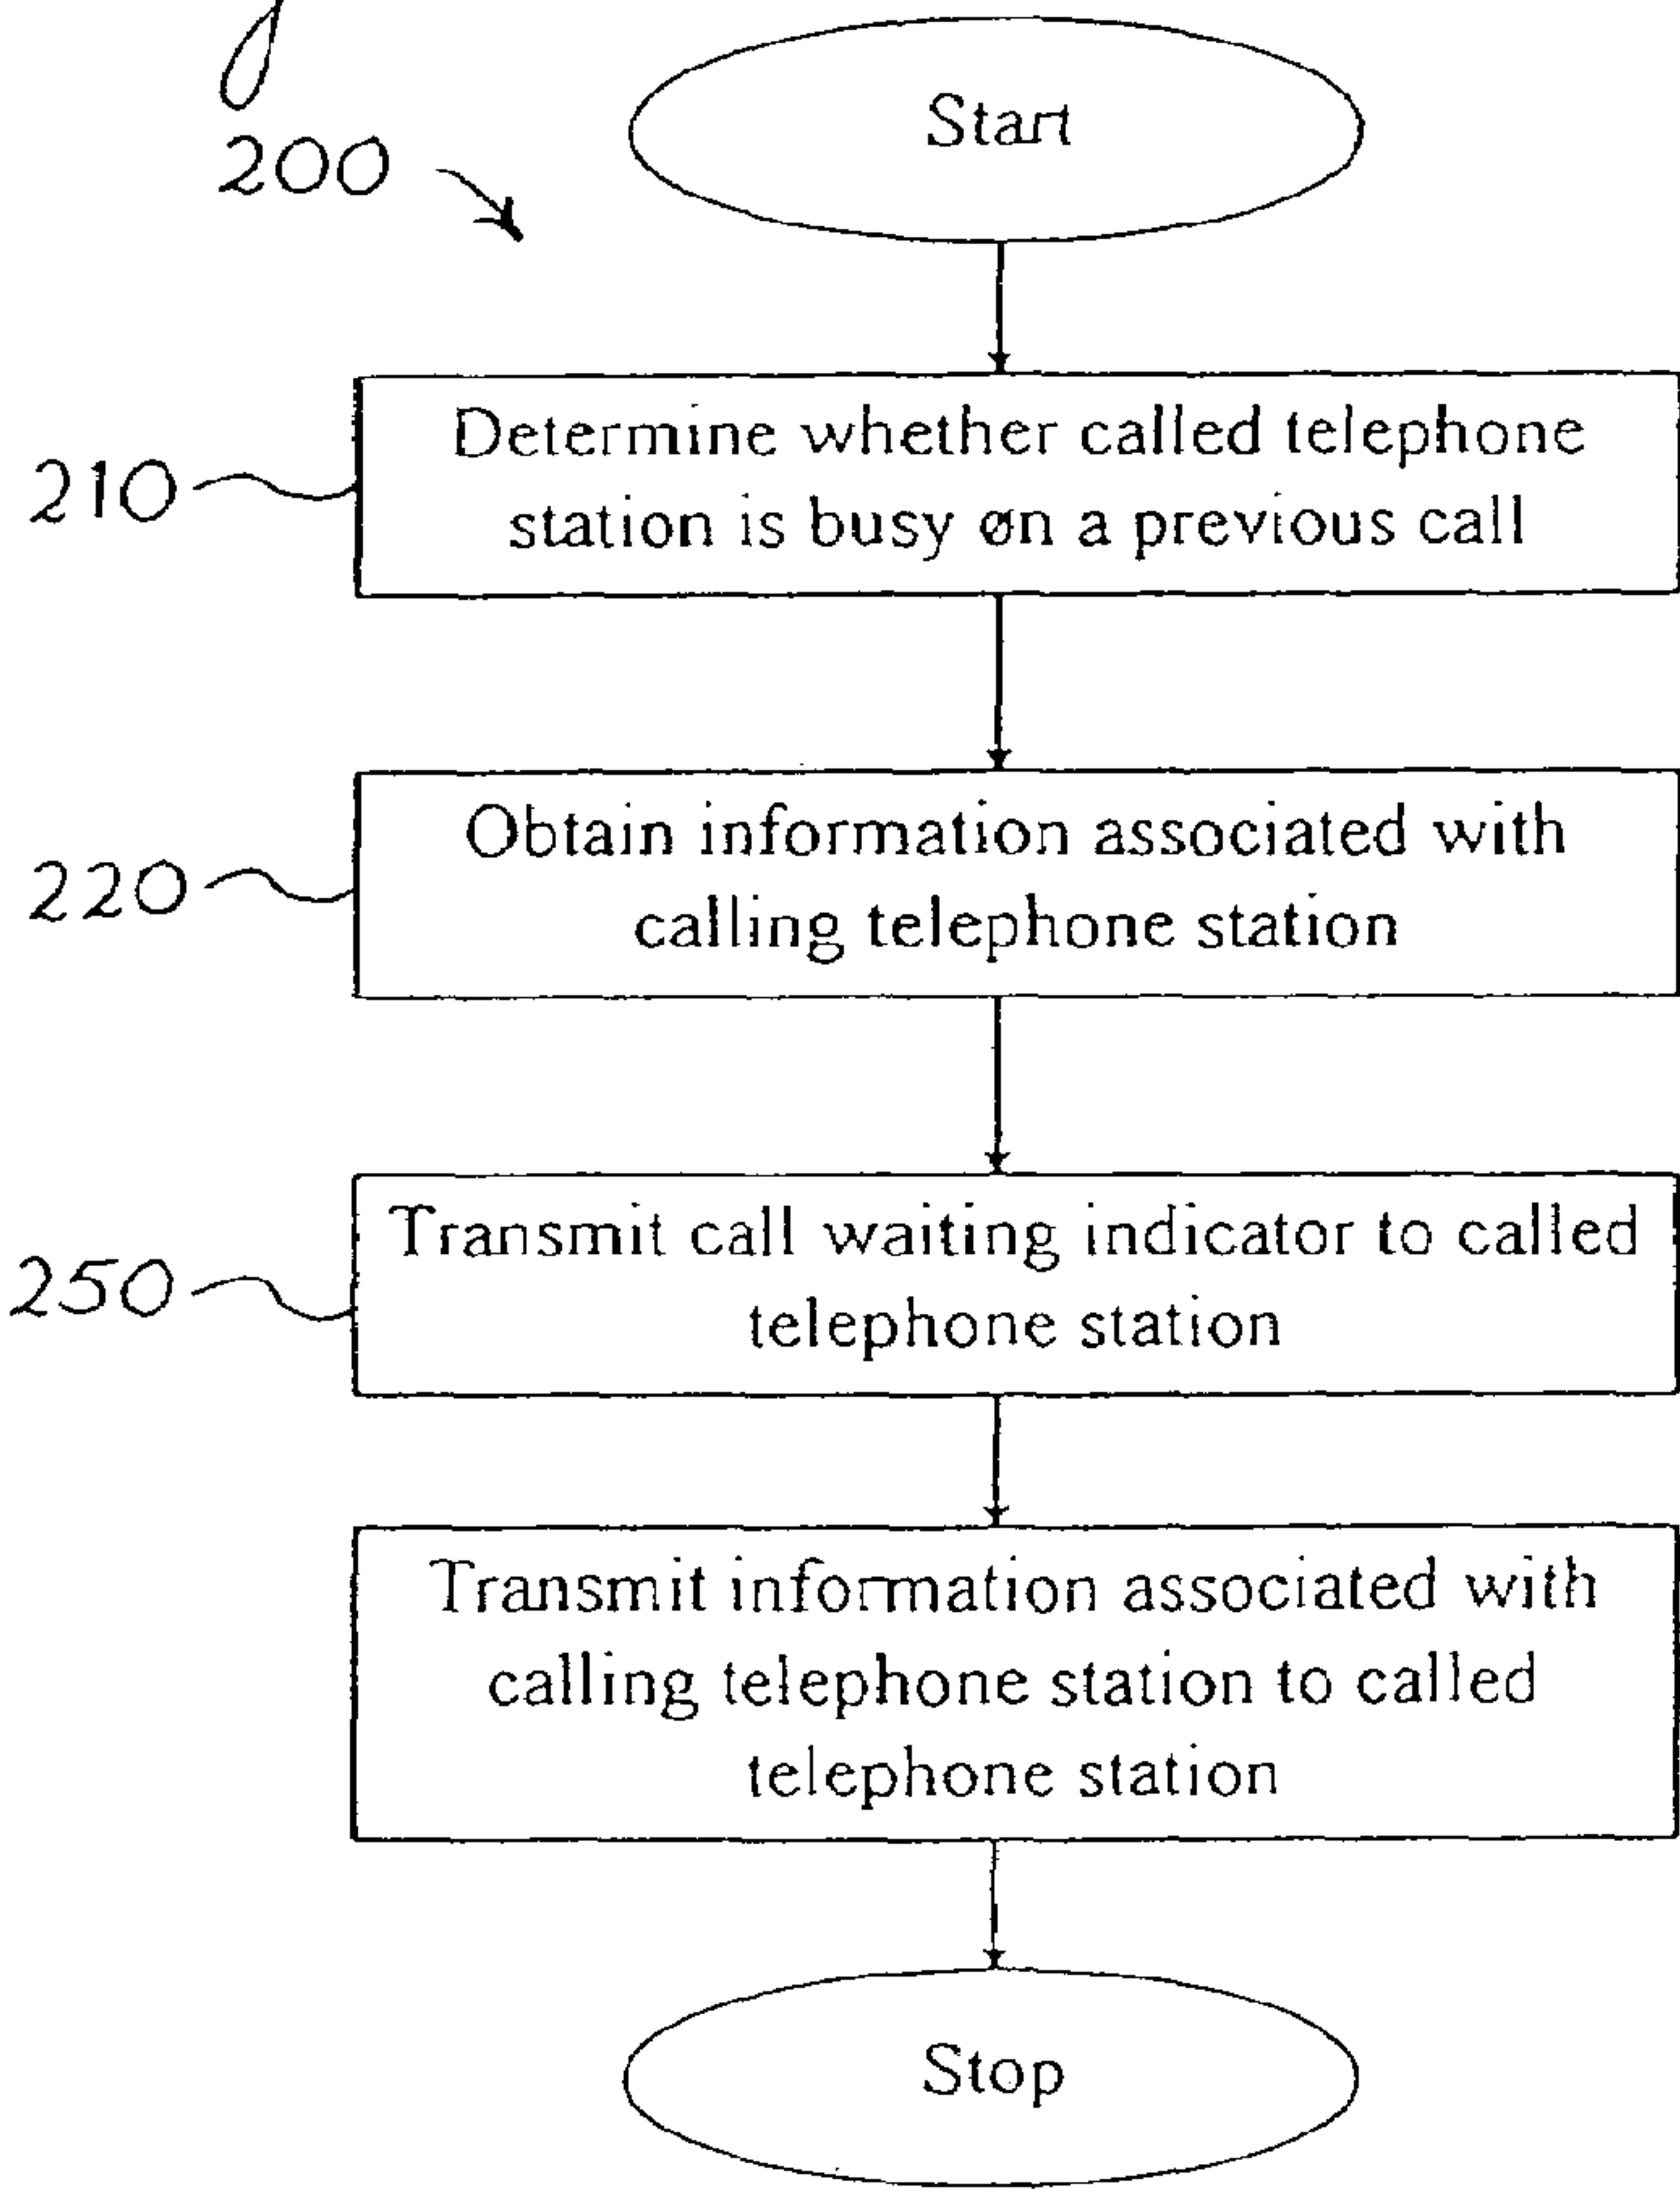 200
Start
210
Determine whether called telephone
station is busy on a previous call
220
Obtain information associated with
calling telephone station
250
Transmit call waiting indicator to called
telephone station
Transmit information associated with
calling telephone station to called
telephone station
Stop